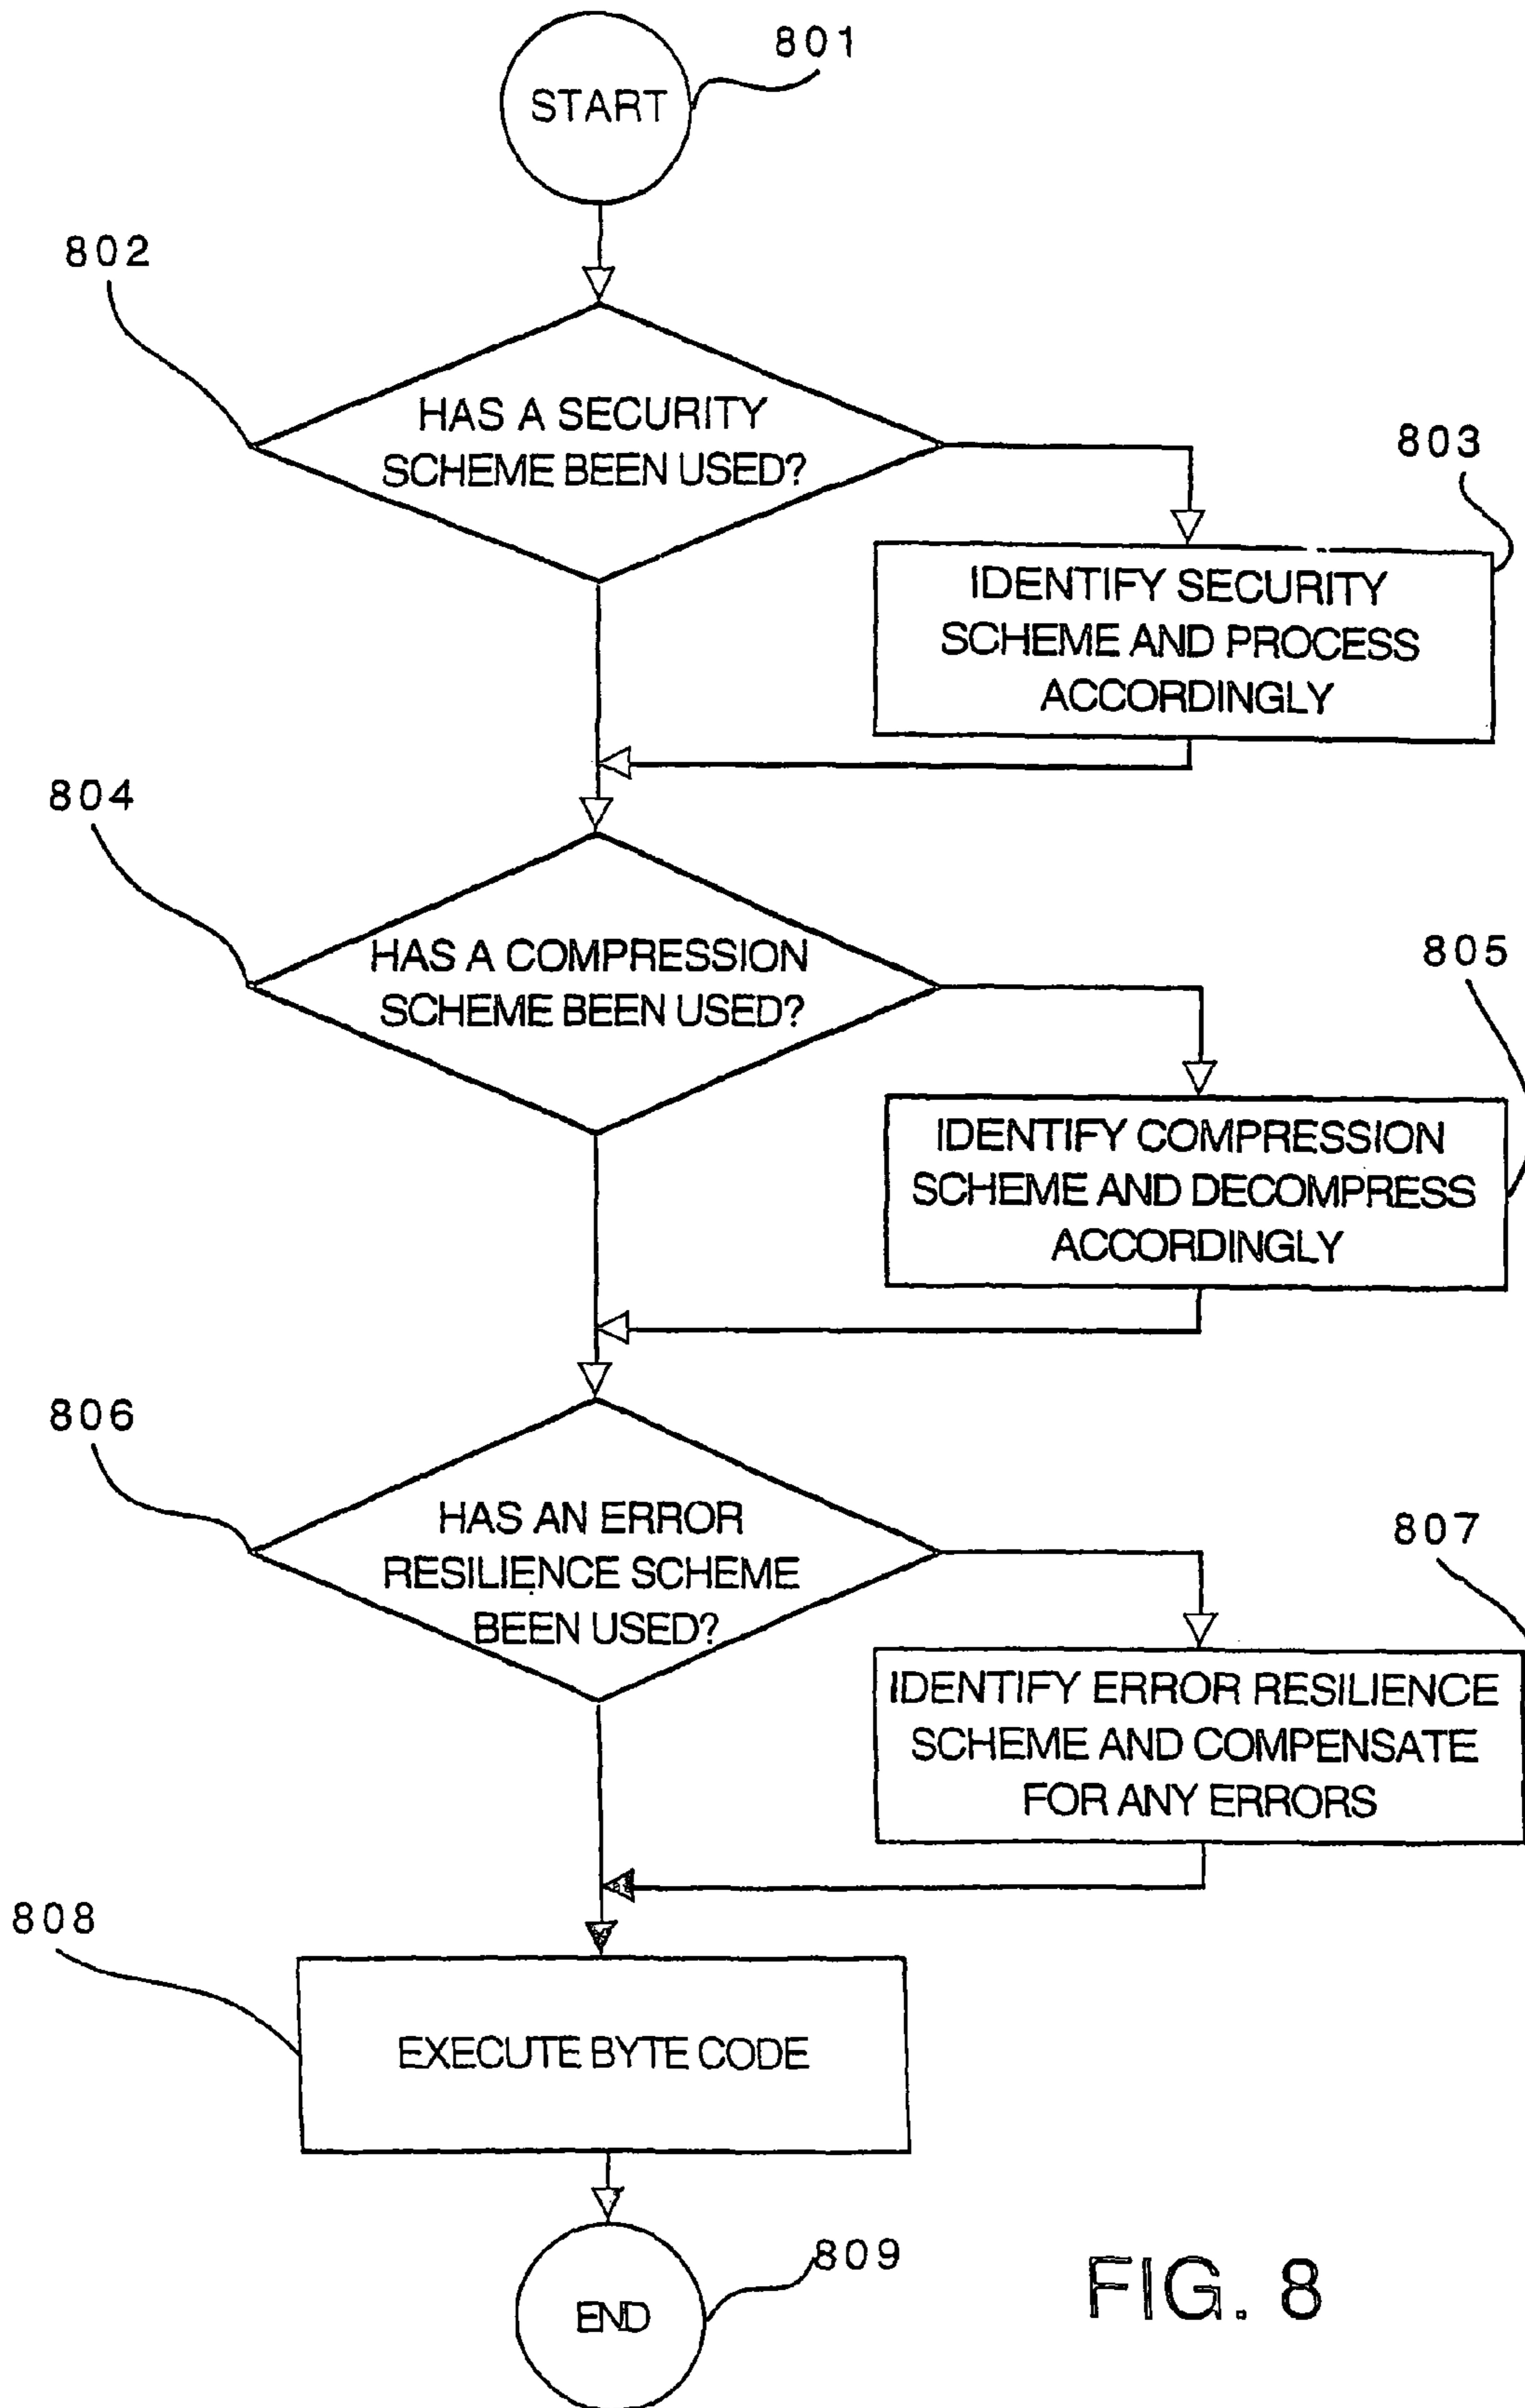 801
START
802
HAS A SECURITY
SCHEME BEEN USED?
803
IDENTIFY SECURITY
SCHEME AND PROCESS
ACCORDINGLY
804
HAS A COMPRESSION
SCHEME BEEN USED?
805
IDENTIFY COMPRESSION
SCHEME AND DECOMPRESS
ACCORDINGLY
806
HAS AN ERROR
RESILIENCE SCHEME
BEEN USED?
807
IDENTIFY ERROR RESILIENCE
SCHEME AND COMPENSATE
FOR ANY ERRORS
808
EXECUTE BYTE CODE
809
END
FIG. 8